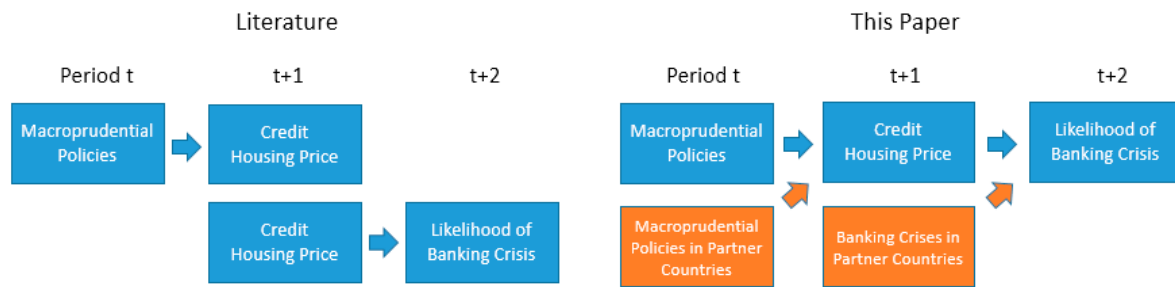 Literature
Period t
t+1
t+2
Macroprudential
Policies
Credit
Housing Price
Credit
Housing Price
Likelihood of
Banking Crisis
This Paper
Period t
t+1
t+2
Macroprudential
Policies
Credit
Housing Price
Likelihood of
Banking Crisis
Macroprudential
Policies in Partner
Countries
Banking Crises in
Partner Countries